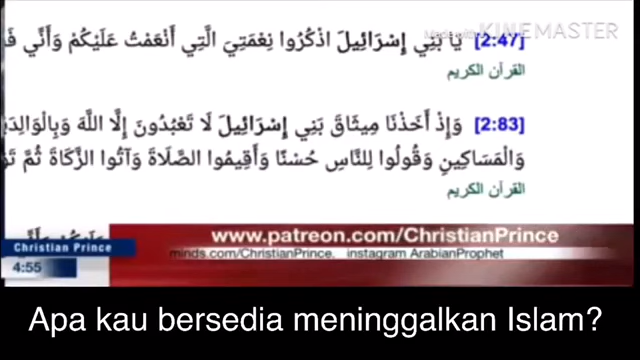 Made with KINEMASTER
[2:47] يَا بَنِي إِسْرَائِيلَ اذْكُرُوا نِعْمَتِيَ الَّتِي أَنْعَمْتُ عَلَيْكُمْ وَأَنِّي
القرآن الكريم
[2:83] وَإِذْ أَخَذْنَا مِيثَاقَ بَنِي إِسْرَائِيلَ لَا تَعْبُدُونَ إِلَّا اللَّهَ
وَالْمَسَاكِينِ وَقُولُوا لِلنَّاسِ حُسْنًا وَأَقِيمُوا الصَّلَاةَ وَآتُوا الزَّكَاةَ ثُمَّ
القرآن الكريم
www.patreon.com/ChristianPrince
Christian Prince
minds.com/ChristianPrince, instagram ArabianProphet
4:55
Apa kau bersedia meninggalkan Islam?